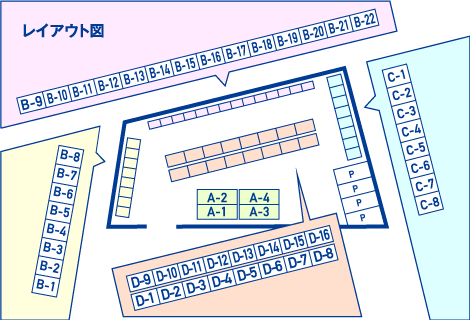 レイアウト図
B-9 B-10 B-11 B-12 B-13 B-14 B-15 B-16 B-17 B-18 B-19 B-20 B-21 B-22
B-8
B-7
B-6
B-5
B-4
B-3
B-2
B-1
C-1
C-2
C-3
C-4
C-5
C-6
C-7
C-8
P
P
P
P
A-2 A-4
A-1 A-3
D-9 D-10 D-11 D-12 D-13 D-14 D-15 D-16
D-1 D-2 D-3 D-4 D-5 D-6 D-7 D-8